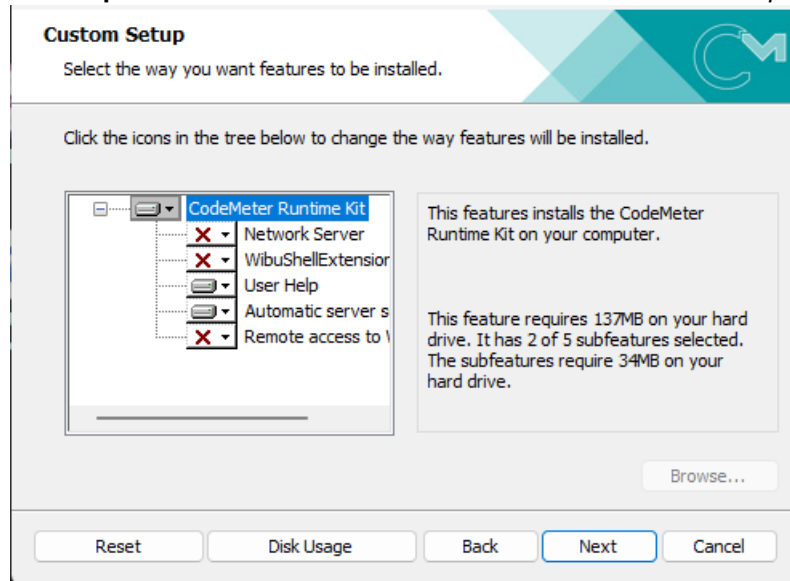 Custom Setup
Select the way you want features to be installed.
CM
Click the icons in the tree below to change the way features will be installed.
CodeMeter Runtime Kit
Network Server
WibuShellExtension
User Help
Automatic server s
Remote access to
This features installs the CodeMeter
Runtime Kit on your computer.
This feature requires 137MB on your hard
drive. It has 2 of 5 subfeatures selected.
The subfeatures require 34MB on your
hard drive.
Browse...
Reset
Disk Usage
Back
Next
Cancel